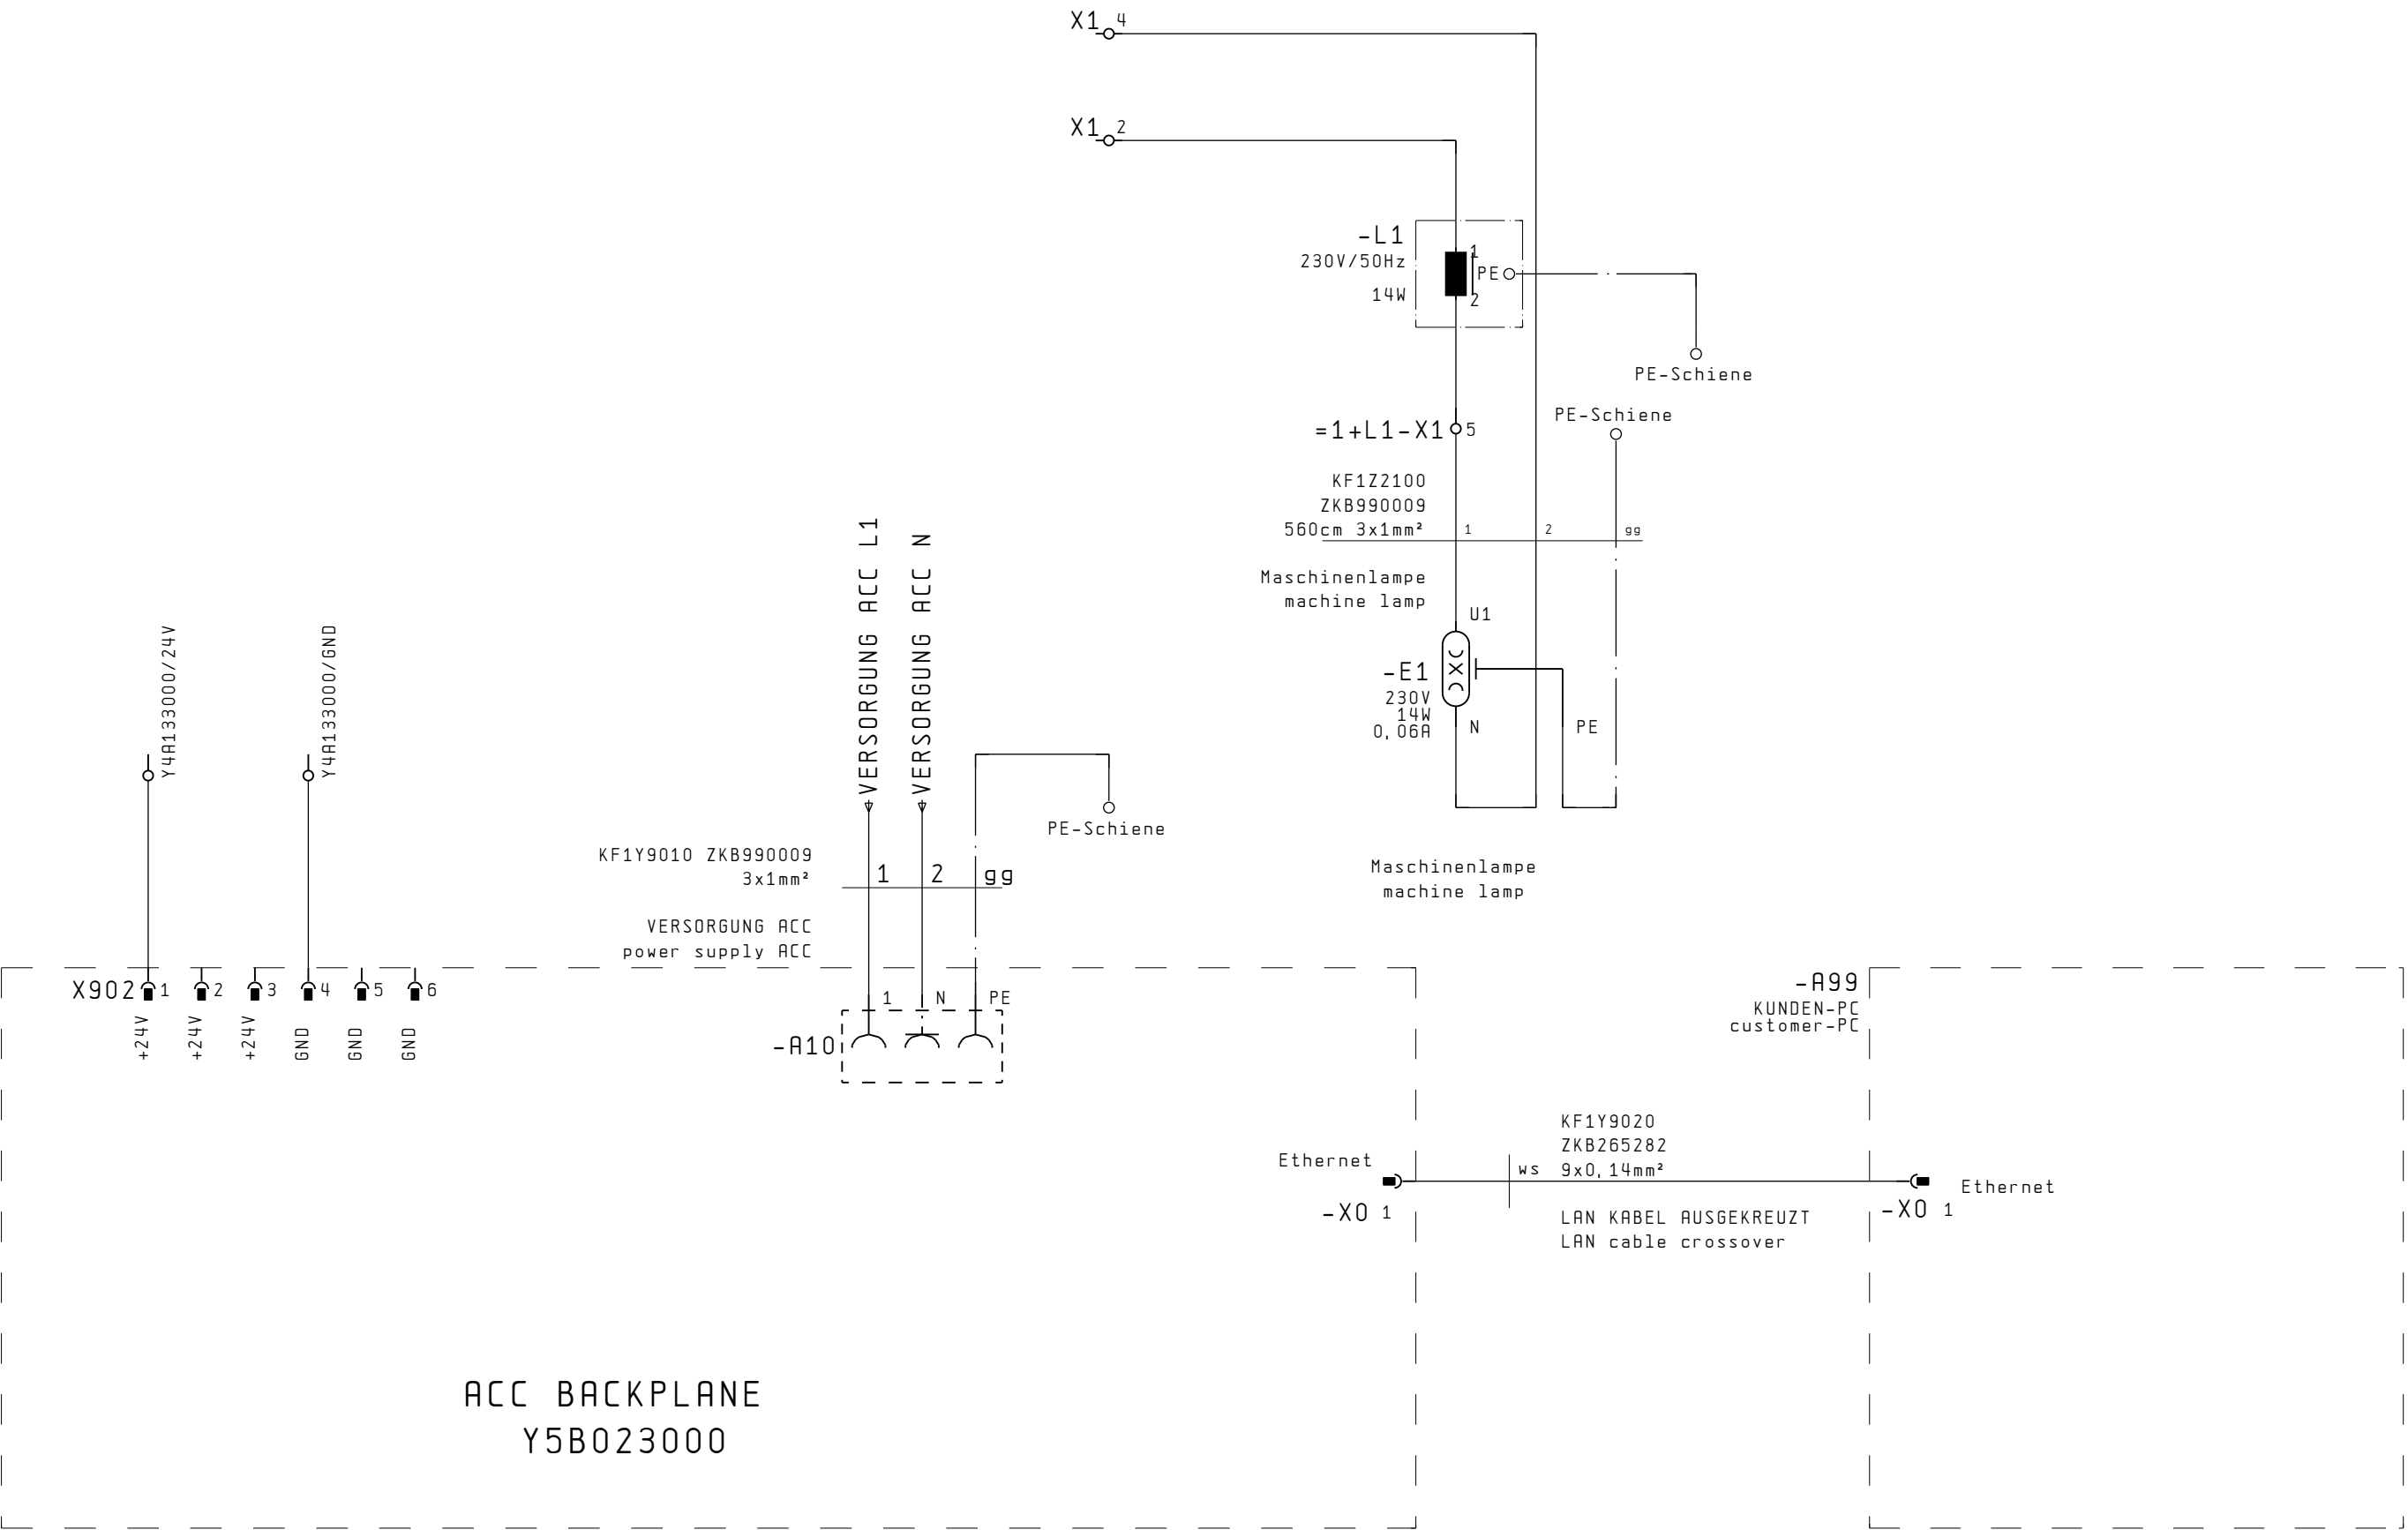 X1 4
X1 2
-L1
230V/50Hz
14W
1
PE
2
PE-Schiene
PE-Schiene
=1+L1-X1 5
KF1Z2100
ZKB990009
560cm 3x1mm²
1 2 gg
Maschinenlampe
machine lamp
U1
-E1
230V
14W
0,06A
N
PE
Maschinenlampe
machine lamp
VERSORGUNG ACC L1
VERSORGUNG ACC N
Y4A133000/24V
Y4A133000/GND
PE-Schiene
KF1Y9010 ZKB990009
3x1mm²
1 2 gg
VERSORGUNG ACC
power supply ACC
X902 1 2 3 4 5 6
+24V
+24V
+24V
GND
GND
GND
1 N PE
-A10
-A99
KUNDEN-PC
customer-PC
Ethernet
-X0 1
ws
KF1Y9020
ZKB265282
9x0,14mm²
LAN KABEL AUSGEKREUZT
LAN cable crossover
Ethernet
-X0 1
ACC BACKPLANE
Y5B023000